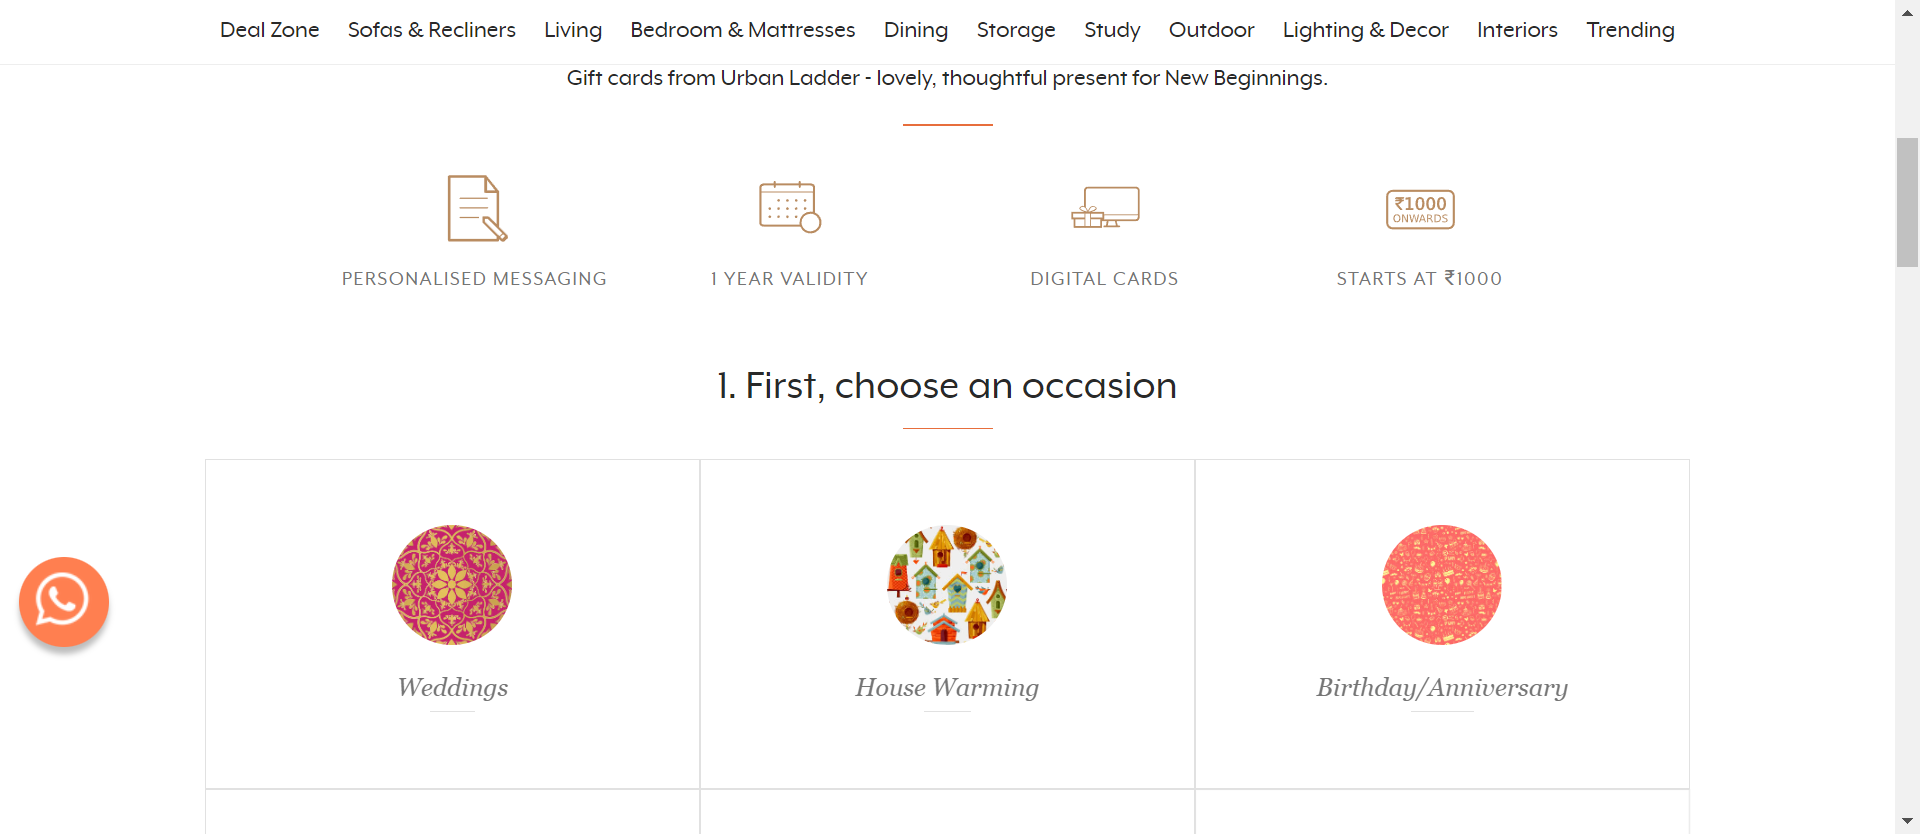 Deal Zone Sofas & Recliners Living Bedroom & Mattresses Dining Storage Study Outdoor Lighting & Decor Interiors Trending
Gift cards from Urban Ladder - lovely, thoughtful present for New Beginnings.
₹1000
ONWARDS
PERSONALISED MESSAGING 1 YEAR VALIDITY DIGITAL CARDS STARTS AT ₹1000
1. First, choose an occasion
Weddings House Warming Birthday/Anniversary